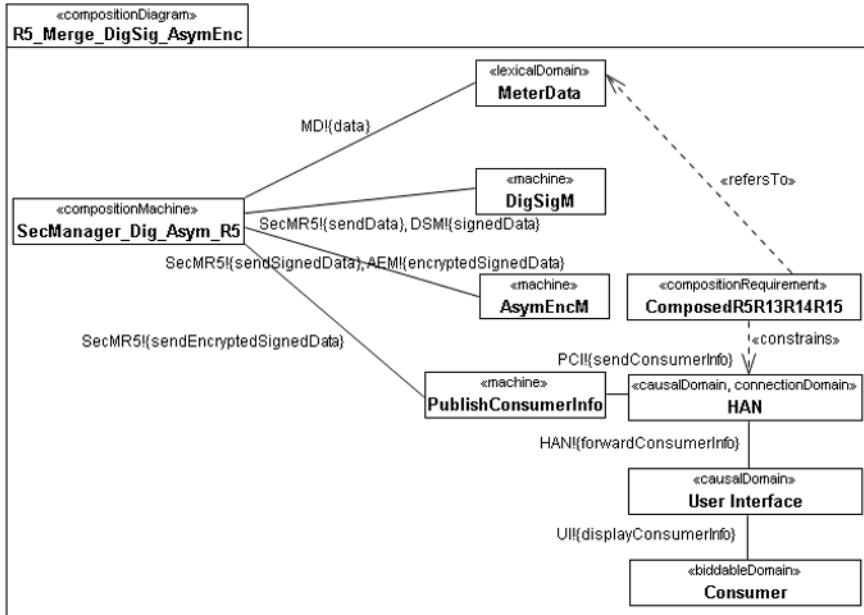 «compositionDiagram»
R5_Merge_DigSig_AsymEnc
«lexicalDomain»
MeterData
MD!{data}
«refersTo»
«machine»
DigSigM
«compositionMachine»
SecManager_Dig_Asym_R5
SecMR5!{sendData}, DSM!{signedData}
SecMR5!{sendSignedData}, AEM!{encryptedSignedData}
«machine»
AsymEncM
«compositionRequirement»
ComposedR5R13R14R15
SecMR5!{sendEncryptedSignedData}
«constrains»
PCI!{sendConsumerInfo}
«machine»
PublishConsumerInfo
«causalDomain, connectionDomain»
HAN
HAN!{forwardConsumerInfo}
«causalDomain»
User Interface
UI!{displayConsumerInfo}
«biddableDomain»
Consumer